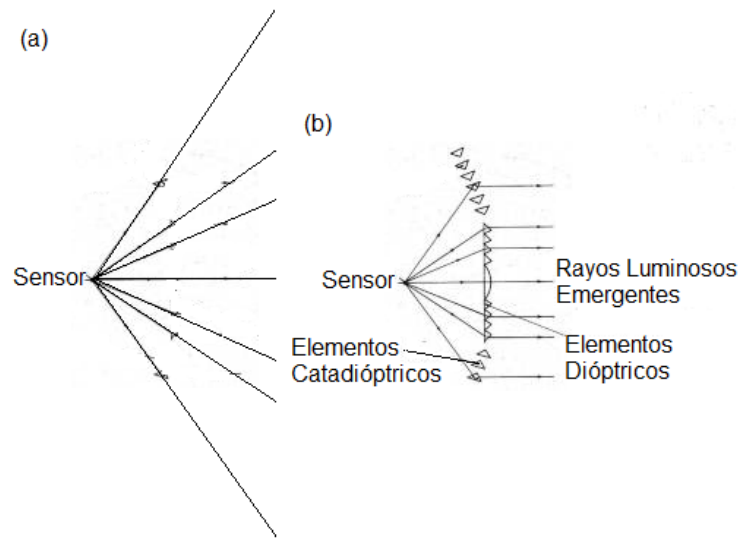 (a)
Sensor
(b)
Sensor
Rayos Luminosos
Emergentes
Elementos
Catadióptricos
Elementos
Dióptricos